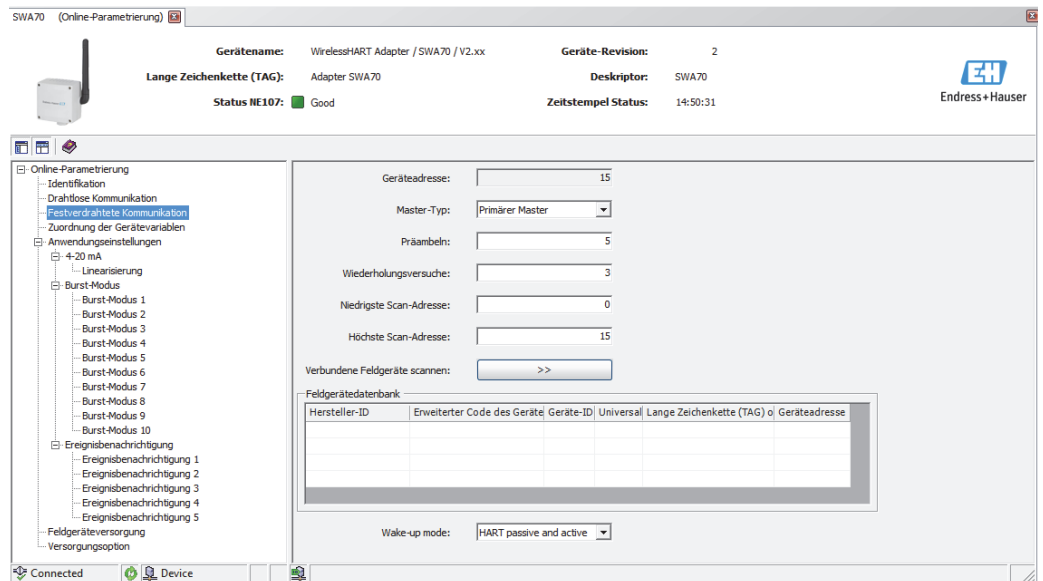 SWA70 (Online-Parametrierung)
Gerätename: WirelessHART Adapter / SWA70 / V2.xx Geräte-Revision: 2
Lange Zeichenkette (TAG): Adapter SWA70 Deskriptor: SWA70
Status NE107: Good Zeitstempel Status: 14:50:31
EH
Endress+Hauser
Online-Parametrierung
Identifikation
Drahtlose Kommunikation
Festverdrahtete Kommunikation
Zuordnung der Gerätevariablen
Anwendungseinstellungen
4-20 mA
Linearisierung
Burst-Modus
Burst-Modus 1
Burst-Modus 2
Burst-Modus 3
Burst-Modus 4
Burst-Modus 5
Burst-Modus 6
Burst-Modus 7
Burst-Modus 8
Burst-Modus 9
Burst-Modus 10
Ereignisbenachrichtigung
Ereignisbenachrichtigung 1
Ereignisbenachrichtigung 2
Ereignisbenachrichtigung 3
Ereignisbenachrichtigung 4
Ereignisbenachrichtigung 5
Feldgeräteversorgung
Versorgungsoption
Geräteadresse: 15
Master-Typ: Primärer Master
Präambeln: 5
Wiederholungsversuche: 3
Niedrigste Scan-Adresse: 0
Höchste Scan-Adresse: 15
Verbundene Feldgeräte scannen: >>
Feldgerätedatenbank
Hersteller-ID Erweiterter Code des Geräte Geräte-ID Universal Lange Zeichenkette (TAG) o Geräteadresse
Wake-up mode: HART passive and active
Connected Device